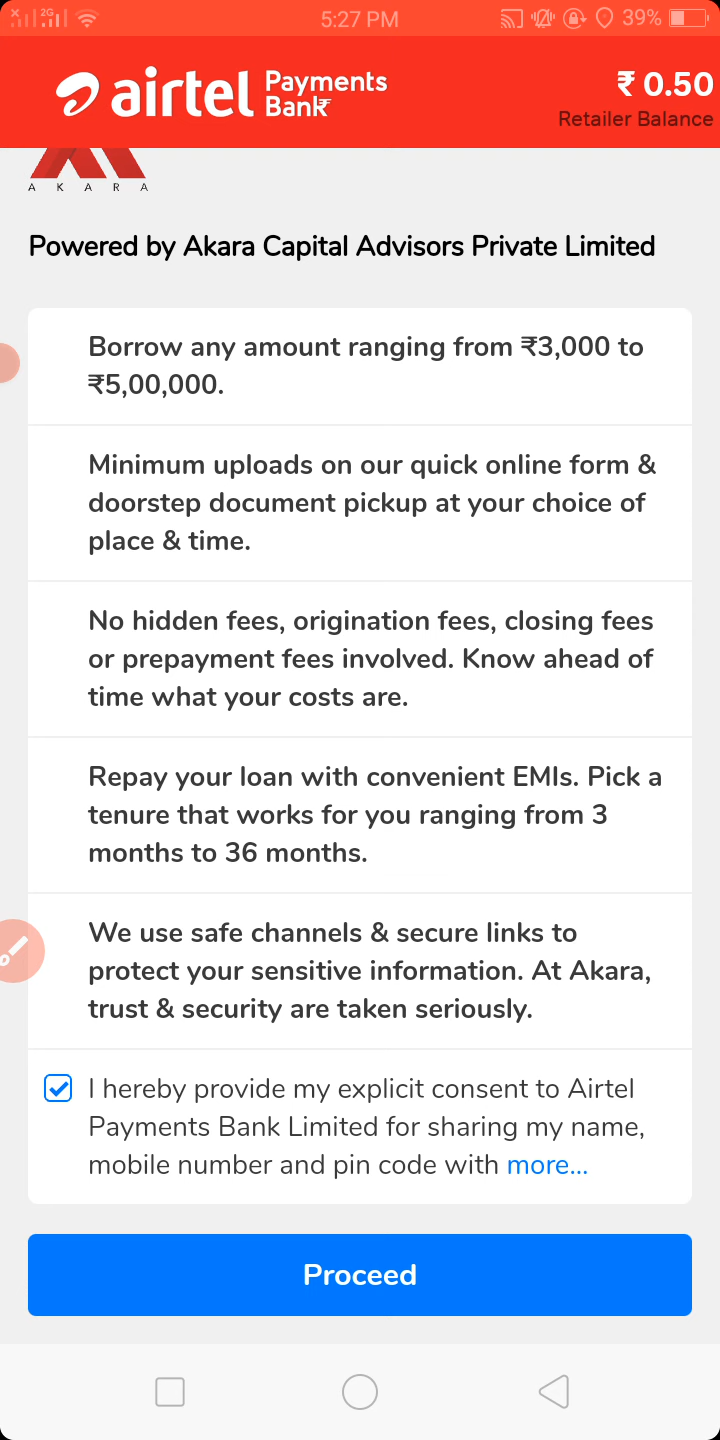 2G 5:27 PM 39%
airtel Payments Bank
₹ 0.50
Retailer Balance
A K A R A
Powered by Akara Capital Advisors Private Limited
Borrow any amount ranging from ₹3,000 to
₹5,00,000.
Minimum uploads on our quick online form &
doorstep document pickup at your choice of
place & time.
No hidden fees, origination fees, closing fees
or prepayment fees involved. Know ahead of
time what your costs are.
Repay your loan with convenient EMIs. Pick a
tenure that works for you ranging from 3
months to 36 months.
We use safe channels & secure links to
protect your sensitive information. At Akara,
trust & security are taken seriously.
I hereby provide my explicit consent to Airtel
Payments Bank Limited for sharing my name,
mobile number and pin code with more...
Proceed